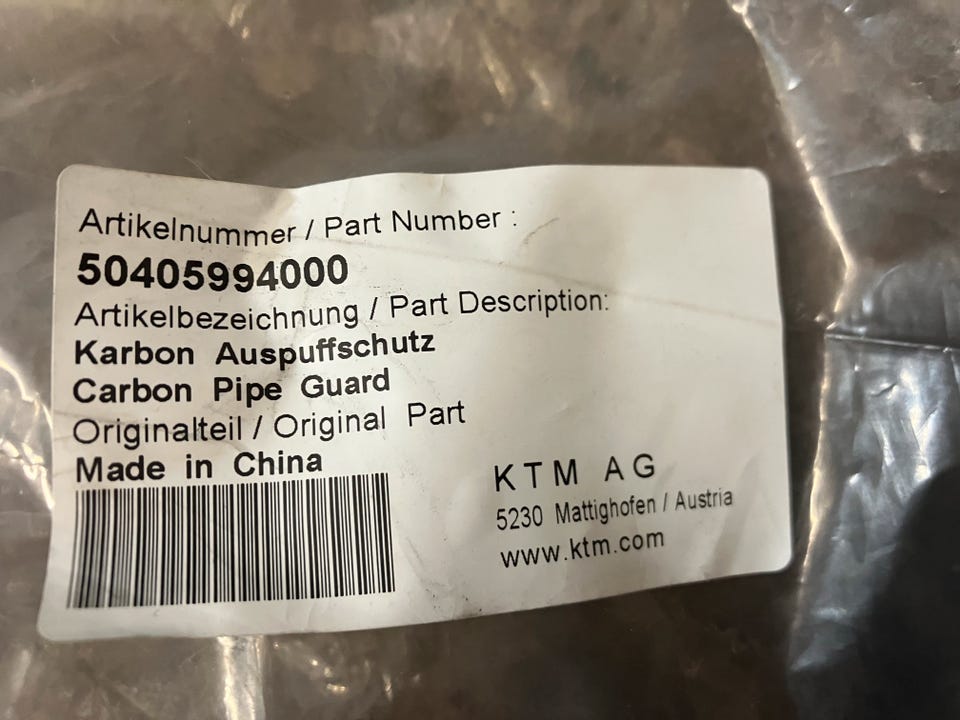 Artikelnummer / Part Number :
50405994000
Artikelbezeichnung / Part Description:
Karbon Auspuffschutz
Carbon Pipe Guard
Originalteil / Original Part
Made in China
KTM AG
5230 Mattighofen / Austria
www.ktm.com